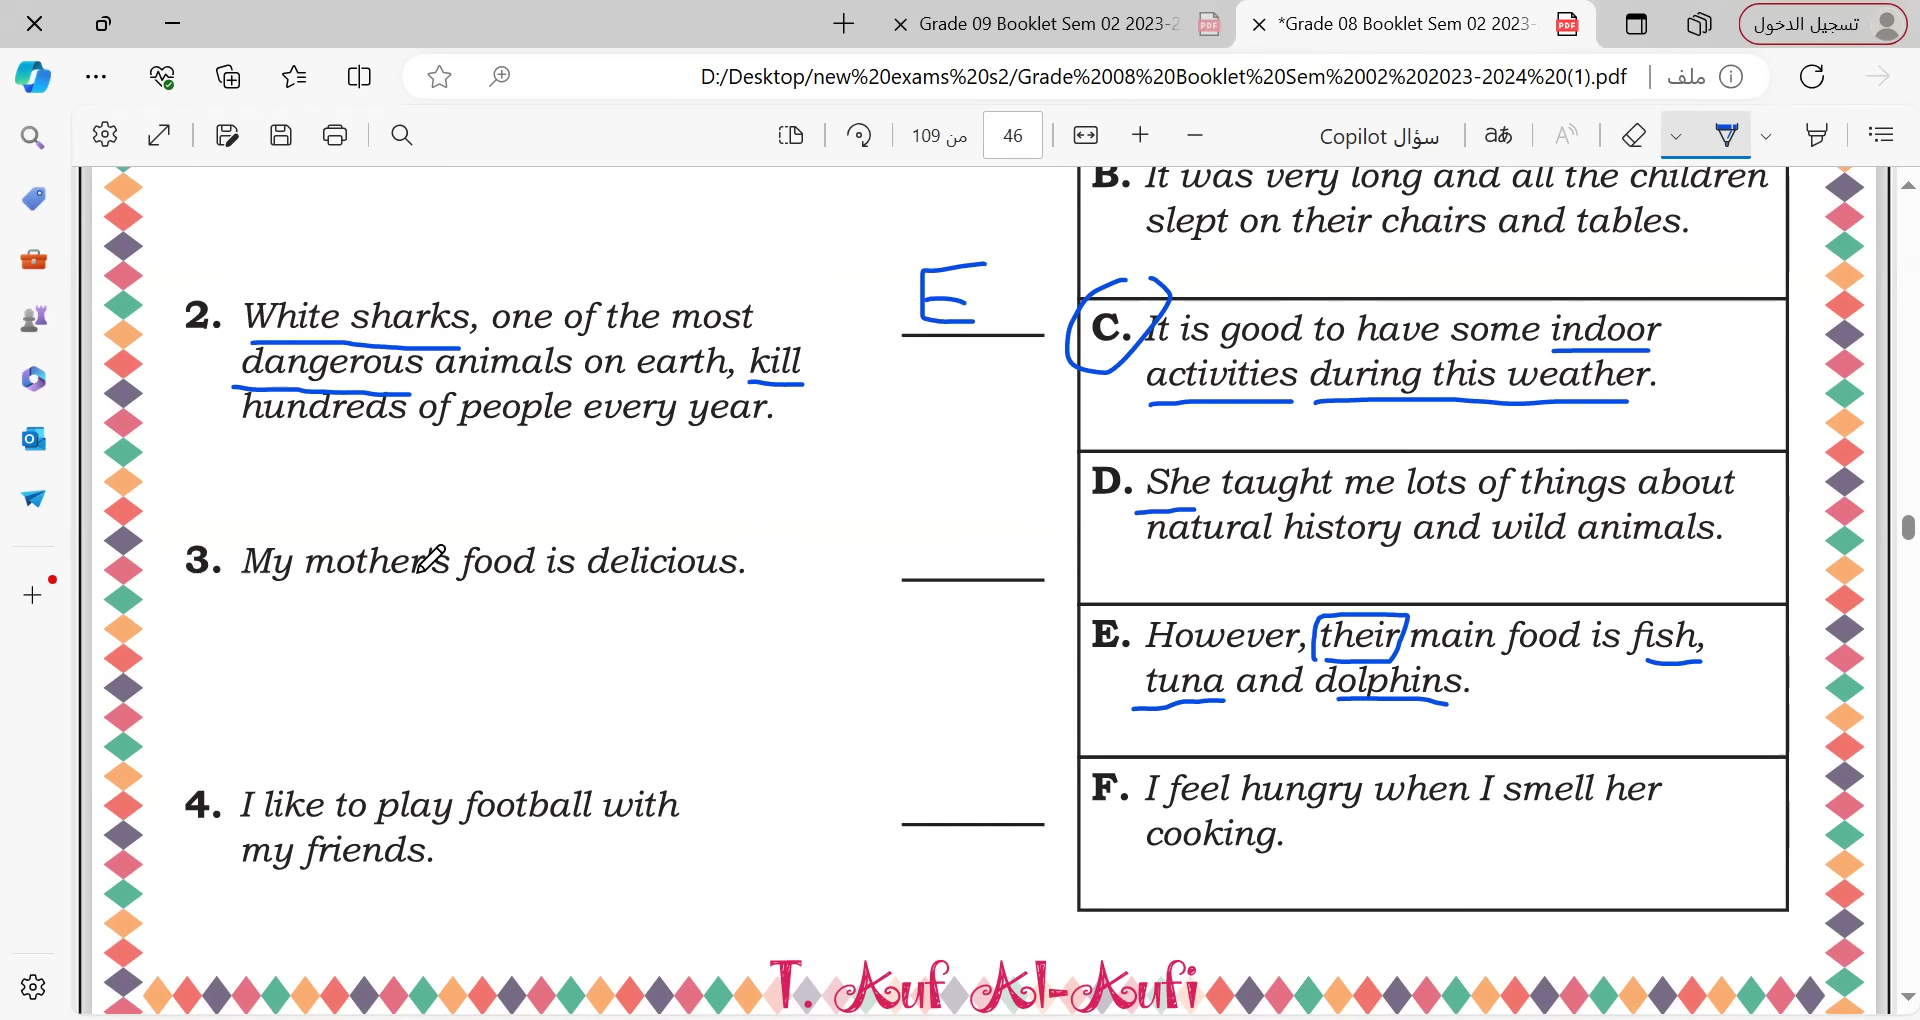 Grade 09 Booklet Sem 02 2023-2
*Grade 08 Booklet Sem 02 2023-
تسجيل الدخول
D:/Desktop/new%20exams%20s2/Grade%2008%20Booklet%20Sem%2002%202023-2024%20(1).pdf
ملف
109 من
46
سؤال Copilot
B. It was very long and all the children
slept on their chairs and tables.
2. White sharks, one of the most
dangerous animals on earth, kill
hundreds of people every year.
E
C. It is good to have some indoor
activities during this weather.
D. She taught me lots of things about
natural history and wild animals.
3. My mother's food is delicious.
E. However, their main food is fish,
tuna and dolphins.
4. I like to play football with
my friends.
F. I feel hungry when I smell her
cooking.
T. Auf Al-Aufi